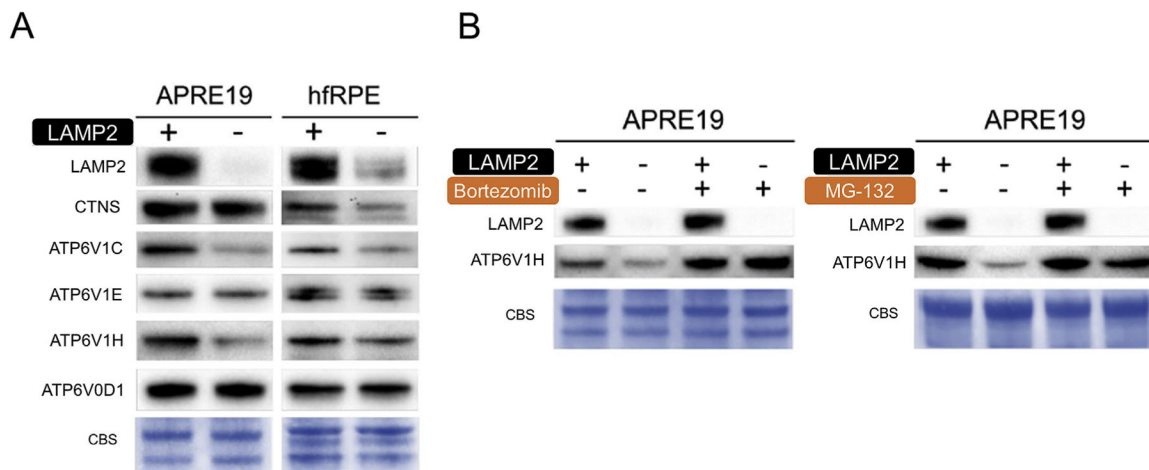 A
APRE19 hfRPE
LAMP2 + - + -
LAMP2
CTNS
ATP6V1C
ATP6V1E
ATP6V1H
ATP6V0D1
CBS
B
APRE19
LAMP2 + - + -
Bortezomib - - + +
LAMP2
ATP6V1H
CBS
APRE19
LAMP2 + - + -
MG-132 - - + +
LAMP2
ATP6V1H
CBS